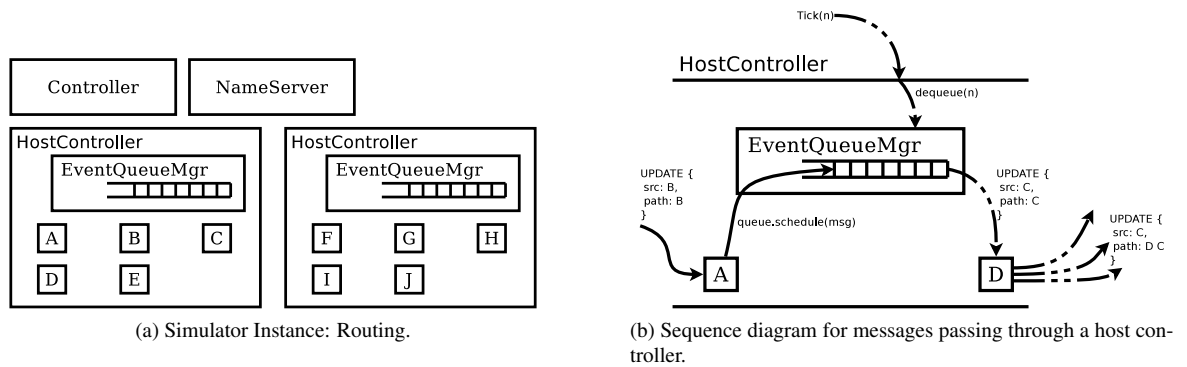 Controller
NameServer
HostController
EventQueueMgr
A
B
C
D
E
HostController
EventQueueMgr
F
G
H
I
J
(a) Simulator Instance: Routing.
Tick(n)
HostController
dequeue(n)
EventQueueMgr
UPDATE {
src: B,
path: B
}
queue.schedule(msg)
A
UPDATE {
src: C,
path: C
}
D
UPDATE {
src: C,
path: D C
}
(b) Sequence diagram for messages passing through a host con-
troller.